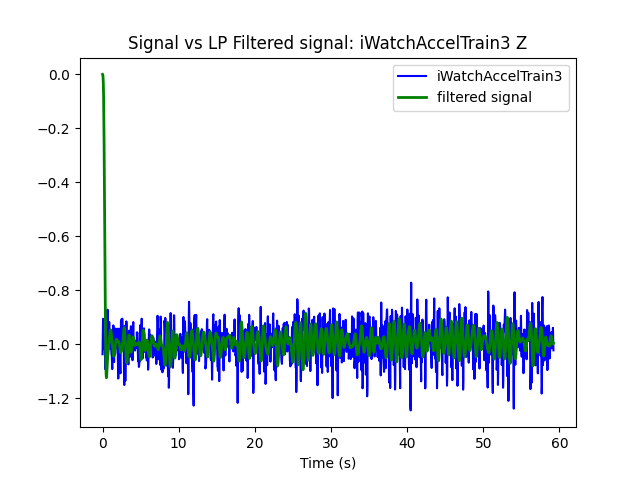 Signal vs LP Filtered signal: iWatchAccelTrain3 Z
iWatchAccelTrain3
filtered signal
0.0
−0.2
−0.4
−0.6
−0.8
−1.0
−1.2
0 10 20 30 40 50 60
Time (s)